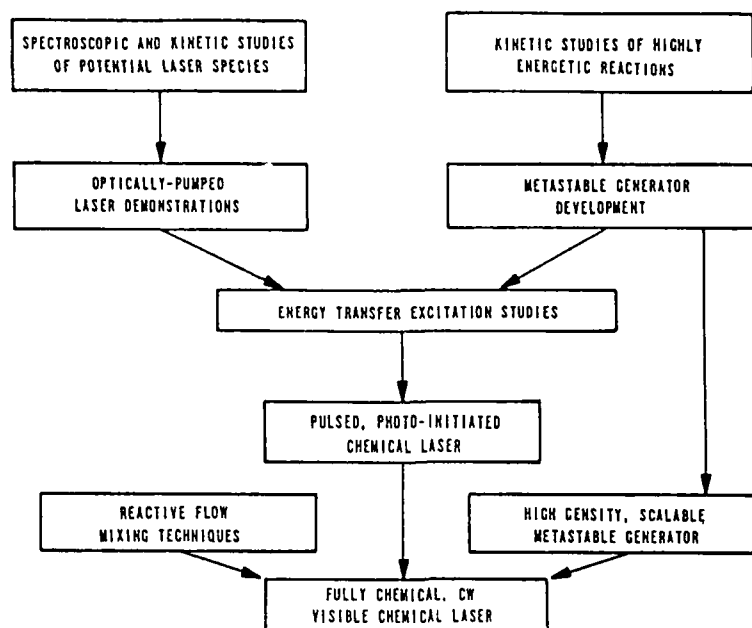 SPECTROSCOPIC AND KINETIC STUDIES
OF POTENTIAL LASER SPECIES
KINETIC STUDIES OF HIGHLY
ENERGETIC REACTIONS
OPTICALLY-PUMPED
LASER DEMONSTRATIONS
METASTABLE GENERATOR
DEVELOPMENT
ENERGY TRANSFER EXCITATION STUDIES
PULSED, PHOTO-INITIATED
CHEMICAL LASER
REACTIVE FLOW
MIXING TECHNIQUES
HIGH DENSITY, SCALABLE
METASTABLE GENERATOR
FULLY CHEMICAL, CW
VISIBLE CHEMICAL LASER